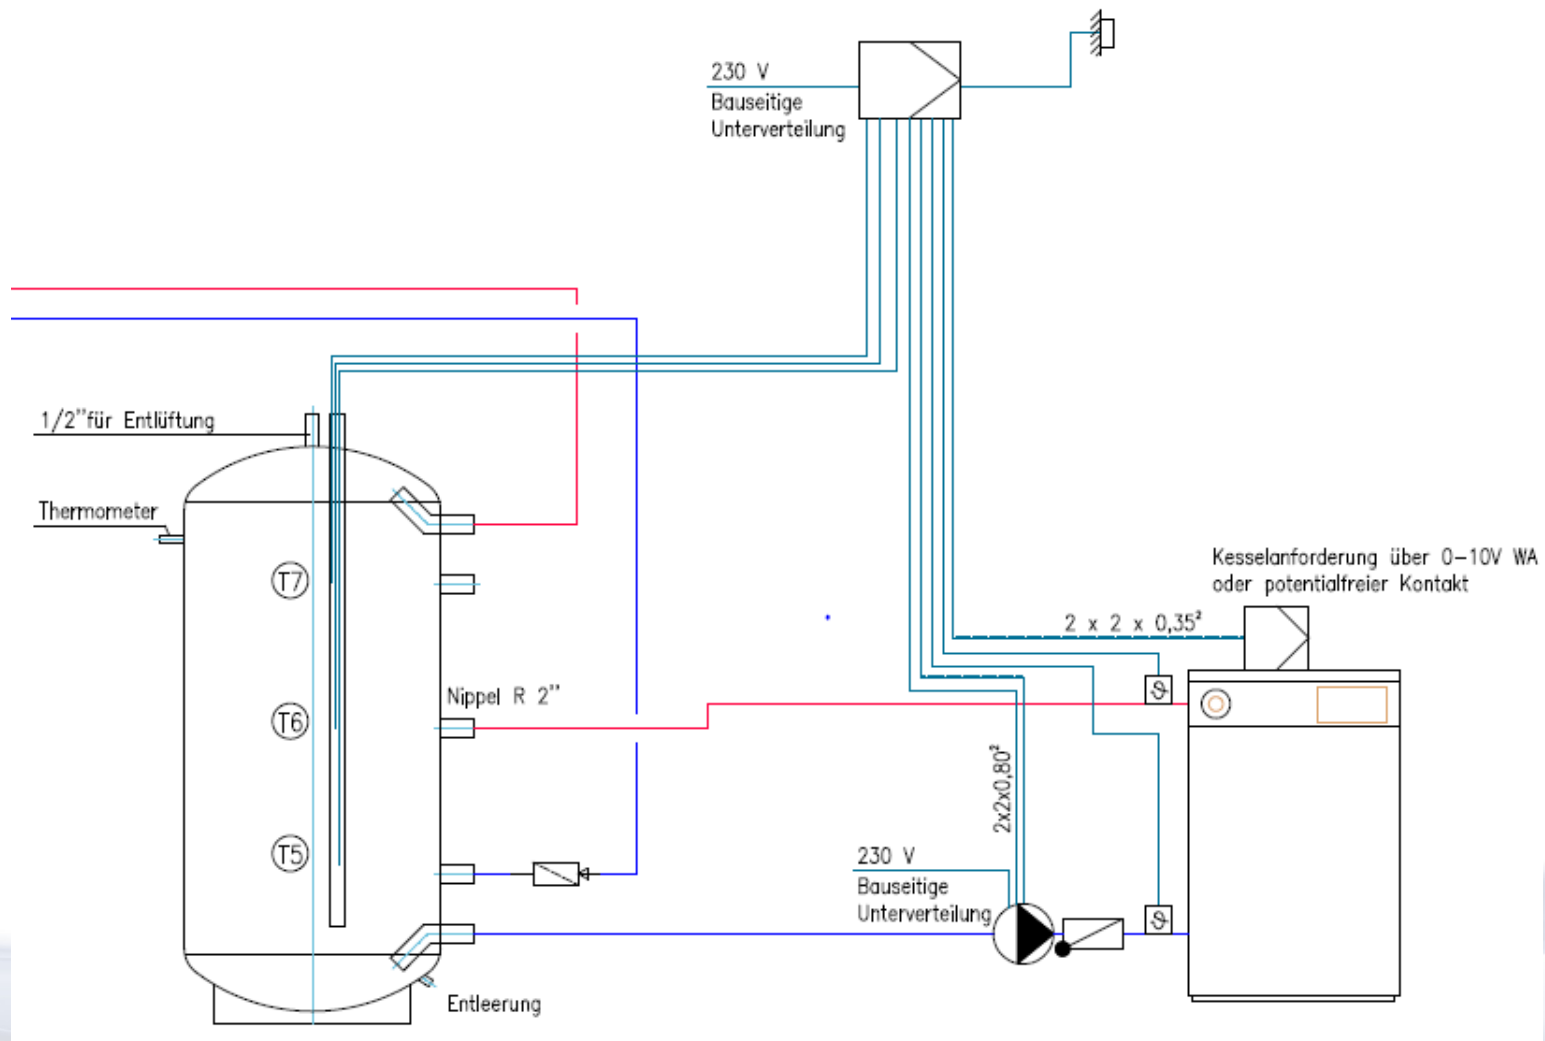 230 V
Bauseitige
Unterverteilung
1/2”für Entlüftung
Thermometer
T7
Kesselanforderung über 0-10V WA
oder potentialfreier Kontakt
2 x 2 x 0,35²
Nippel R 2”
T6
2x2x0,80²
T5
230 V
Bauseitige
Unterverteilung
Entleerung
ϑ
ϑ